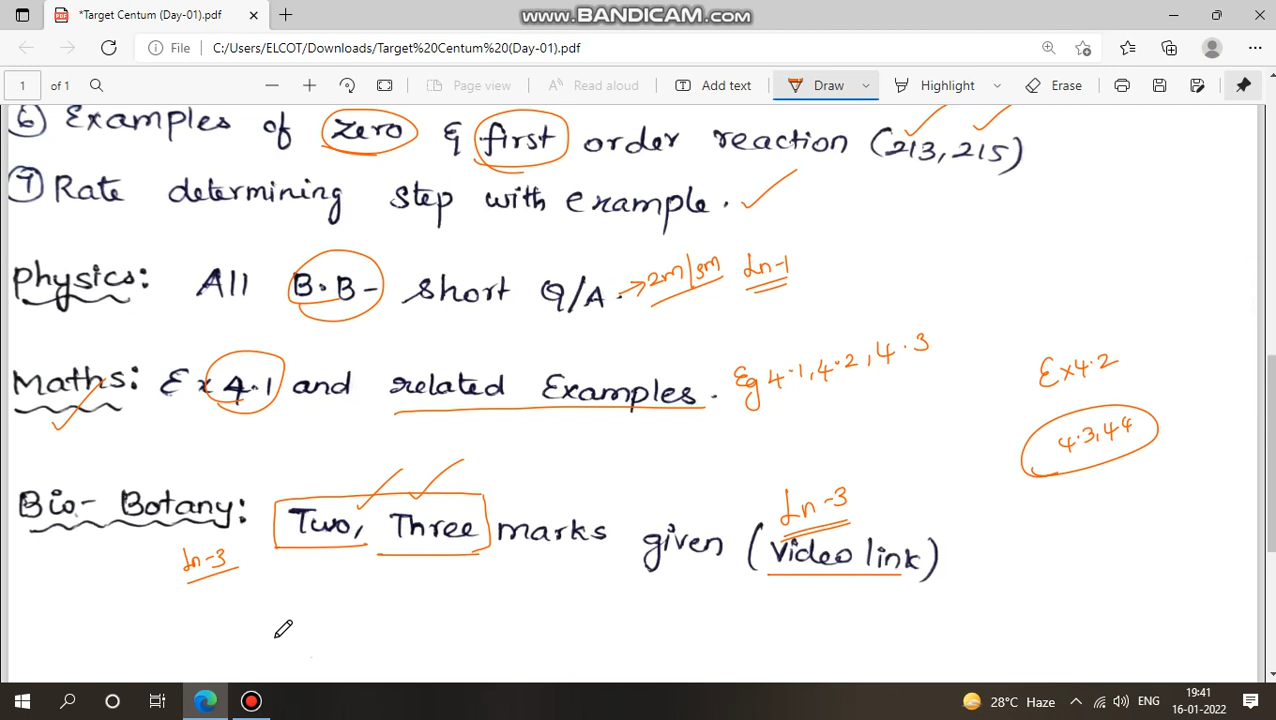 www.BANDICAM.com
*Target Centum (Day-01).pdf
File
C:/Users/ELCOT/Downloads/Target%20Centum%20(Day-01).pdf
1 of 1
Page view
Read aloud
Add text
Draw
Highlight
Erase
⑥ Examples of zero & first order reaction (213, 215)
⑦ Rate determining step with example.
Physics: All B.B- short Q/A. → 2m/3m Ln-1
Maths: Ex 4.1 and related Examples. Eg 4.1, 4.2, 4.3
Ex 4.2
4.3, 4.4
Bio- Botany: Two, Three marks given (video link)
Ln-3
Ln-3
28°C Haze
ENG
19:41
16-01-2022